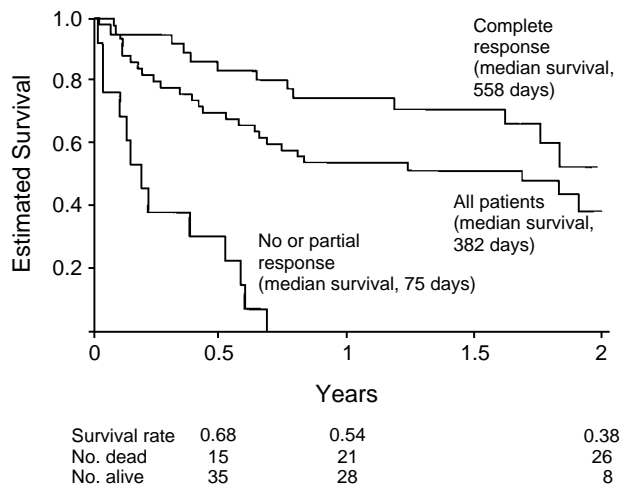 1.0
0.8
0.6
0.4
0.2
Estimated Survival
Complete
response
(median survival,
558 days)
All patients
(median survival,
382 days)
No or partial
response
(median survival, 75 days)
0 0.5 1 1.5 2
Years
Survival rate 0.68 0.54 0.38
No. dead 15 21 26
No. alive 35 28 8